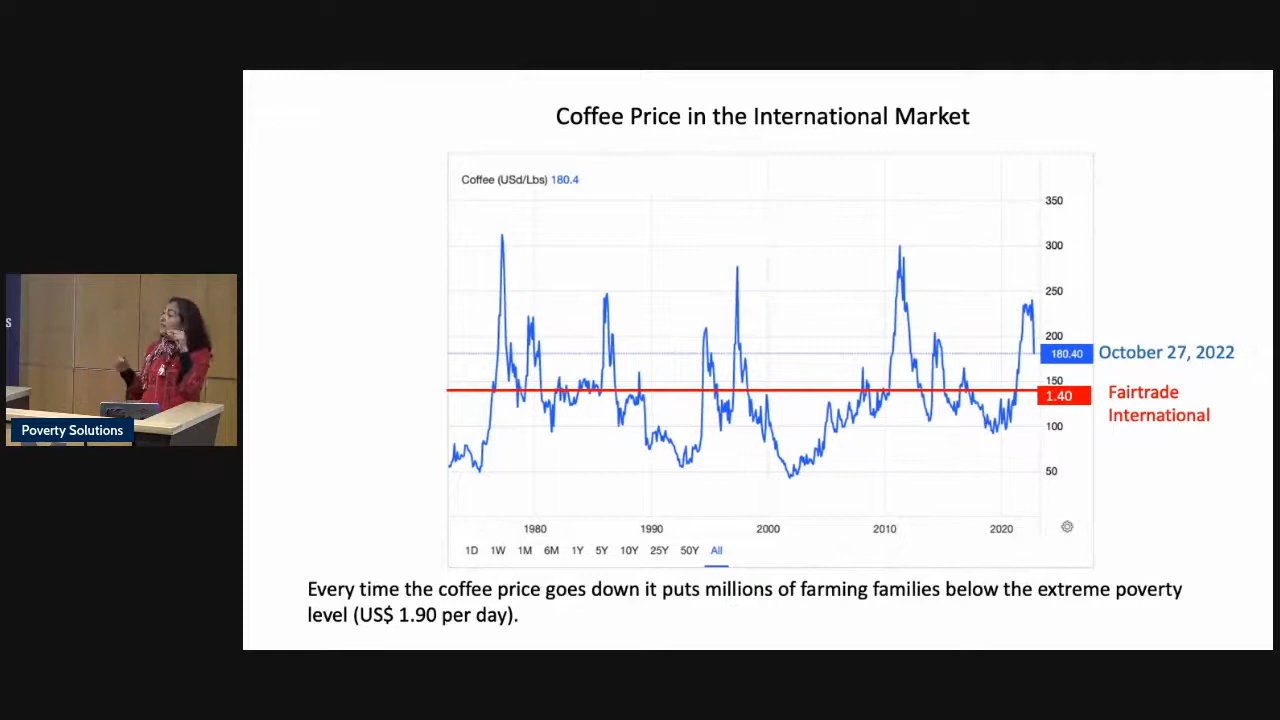 Coffee Price in the International Market
Coffee (USd/Lbs) 180.4
350
300
250
200
180.40
October 27, 2022
150
1.40
Fairtrade
International
100
50
1980
1990
2000
2010
2020
1D 1W 1M 6M 1Y 5Y 10Y 25Y 50Y All
Every time the coffee price goes down it puts millions of farming families below the extreme poverty
level (US$ 1.90 per day).
S
Poverty Solutions